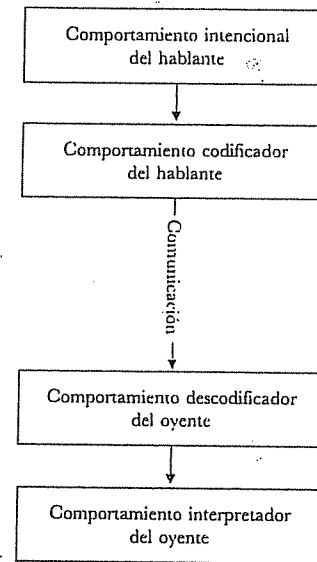 Comportamiento intencional
del hablante
Comportamiento codificador
del hablante
Comunicación
Comportamiento descodificador
del oyente
Comportamiento interpretador
del oyente